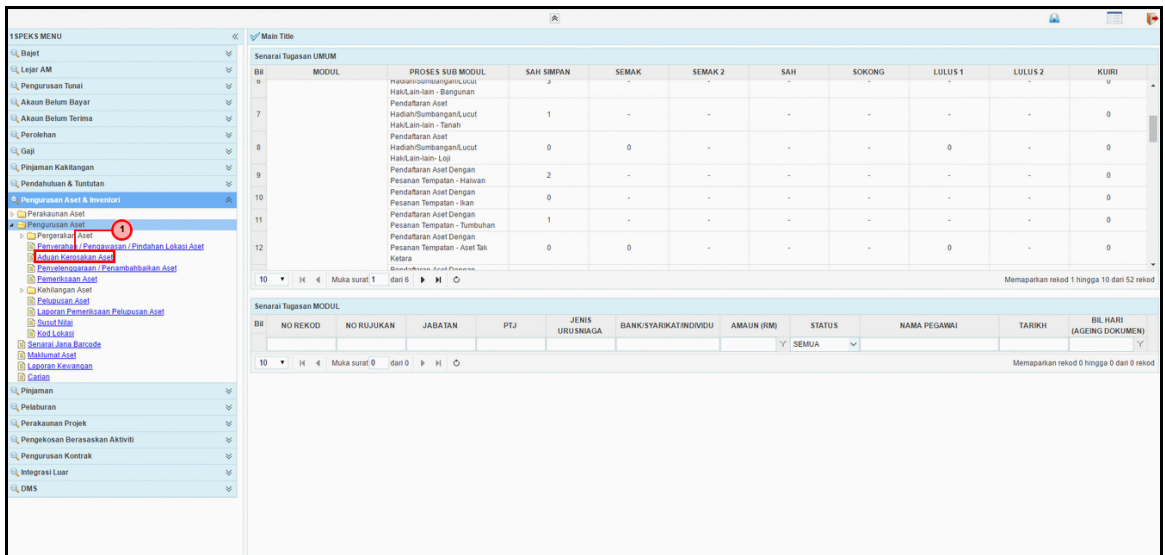 1SPEKS MENU
Bajet
Lejar AM
Pengurusan Tunai
Akaun Belum Bayar
Akaun Belum Terima
Perolehan
Gaji
Pinjaman Kakitangan
Pendahuluan & Tuntutan
Pengurusan Aset & Inventori
Perakaunan Aset
Pengurusan Aset
1
Pergerakan Aset
Penyerahan / Pengawasan / Pindahan Lokasi Aset
Aduan Kerosakan Aset
Penyelenggaraan / Penambahbaikan Aset
Pemeriksaan Aset
Kehilangan Aset
Pelupusan Aset
Laporan Pemeriksaan Pelupusan Aset
Susut Nilai
Kod Lokasi
Senarai Jana Barcode
Maklumat Aset
Laporan Kewangan
Carian
Pinjaman
Pelaburan
Perakaunan Projek
Pengekosan Berasaskan Aktiviti
Pengurusan Kontrak
Integrasi Luar
DMS
Main Title
Senarai Tugasan UMUM
Bil MODUL PROSES SUB MODUL SAH SIMPAN SEMAK SEMAK 2 SAH SOKONG LULUS 1 LULUS 2 KUIRI
6 Hadiah/Sumbangan/Lucut 3 - - - - - - 0
Hak/Lain-lain - Bangunan
Pendaftaran Aset
7 Hadiah/Sumbangan/Lucut 1 - - - - - - 0
Hak/Lain-lain - Tanah
Pendaftaran Aset
8 Hadiah/Sumbangan/Lucut 0 0 - - - 0 - 0
Hak/Lain-lain- Loji
9 Pendaftaran Aset Dengan 2 - - - - - - 0
Pesanan Tempatan - Haiwan
10 Pendaftaran Aset Dengan 0 - - - - - - 0
Pesanan Tempatan - Ikan
11 Pendaftaran Aset Dengan 1 - - - - - - 0
Pesanan Tempatan - Tumbuhan
Pendaftaran Aset Dengan
12 Pesanan Tempatan - Aset Tak 0 0 - - - 0 - 0
Ketara
Pendaftaran Aset Dengan
10 Muka surat 1 dari 6 Memaparkan rekod 1 hingga 10 dari 52 rekod
Senarai Tugasan MODUL
Bil NO REKOD NO RUJUKAN JABATAN PTJ JENIS URUSNIAGA BANK/SYARIKAT/INDIVIDU AMAUN (RM) STATUS NAMA PEGAWAI TARIKH BIL HARI (AGEING DOKUMEN)
SEMUA
10 Muka surat 0 dari 0 Memaparkan rekod 0 hingga 0 dari 0 rekod